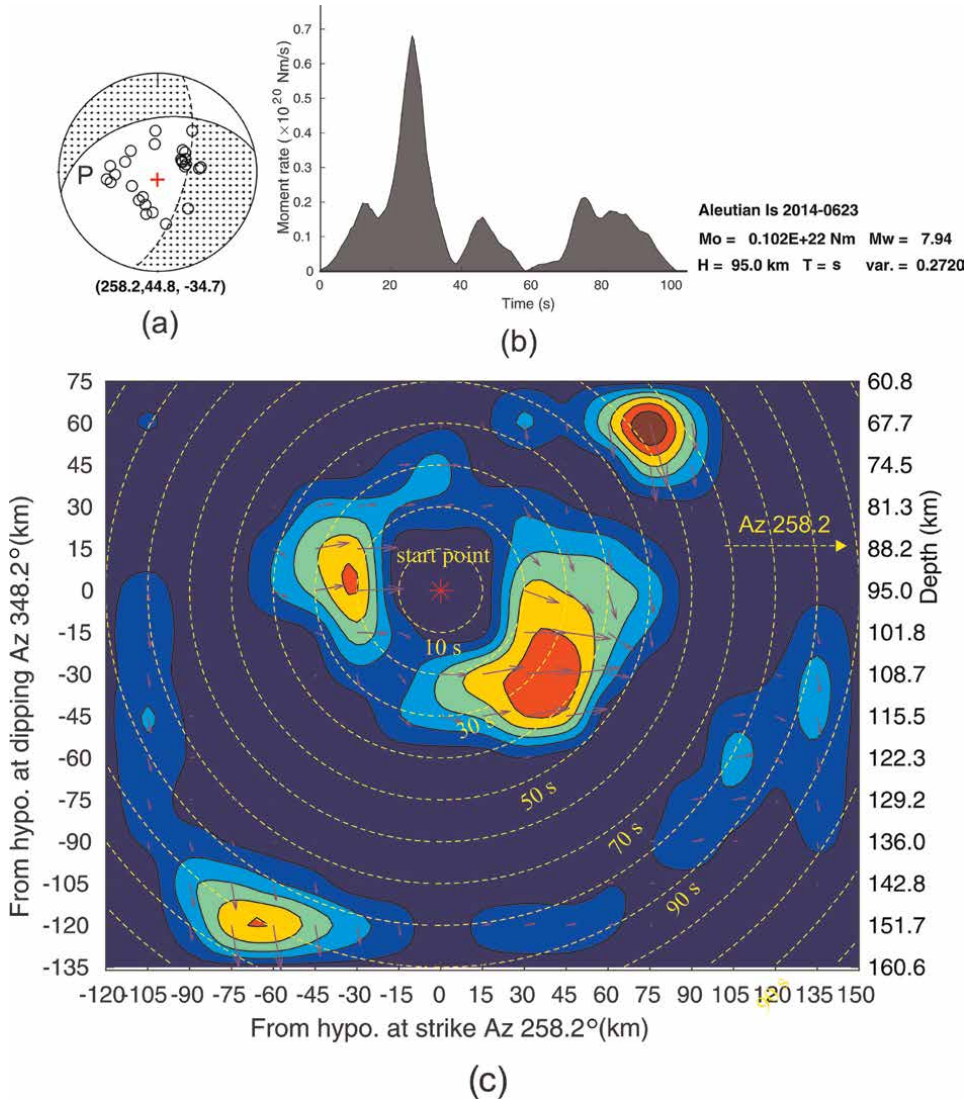 P
(258.2,44.8, -34.7)
(a)
Moment rate ( × 10²⁰ Nm/s)
0.7
0.6
0.5
0.4
0.3
0.2
0.1
0
0 20 40 60 80 100
Time (s)
(b)
Aleutian Is 2014-0623
Mo = 0.102E+22 Nm Mw = 7.94
H = 95.0 km T = s var. = 0.2720
From hypo. at dipping Az 348.2°(km)
75
60
45
30
15
0
-15
-30
-45
-60
-75
-90
-105
-120
-135
start point
10 s
30 s
50 s
70 s
90 s
Az 258.2
60.8
67.7
74.5
81.3
88.2
95.0
101.8
108.7
115.5
122.3
129.2
136.0
142.8
151.7
160.6
Depth (km)
-120 -105 -90 -75 -60 -45 -30 -15 0 15 30 45 60 75 90 105 120 135 150
From hypo. at strike Az 258.2°(km)
(c)